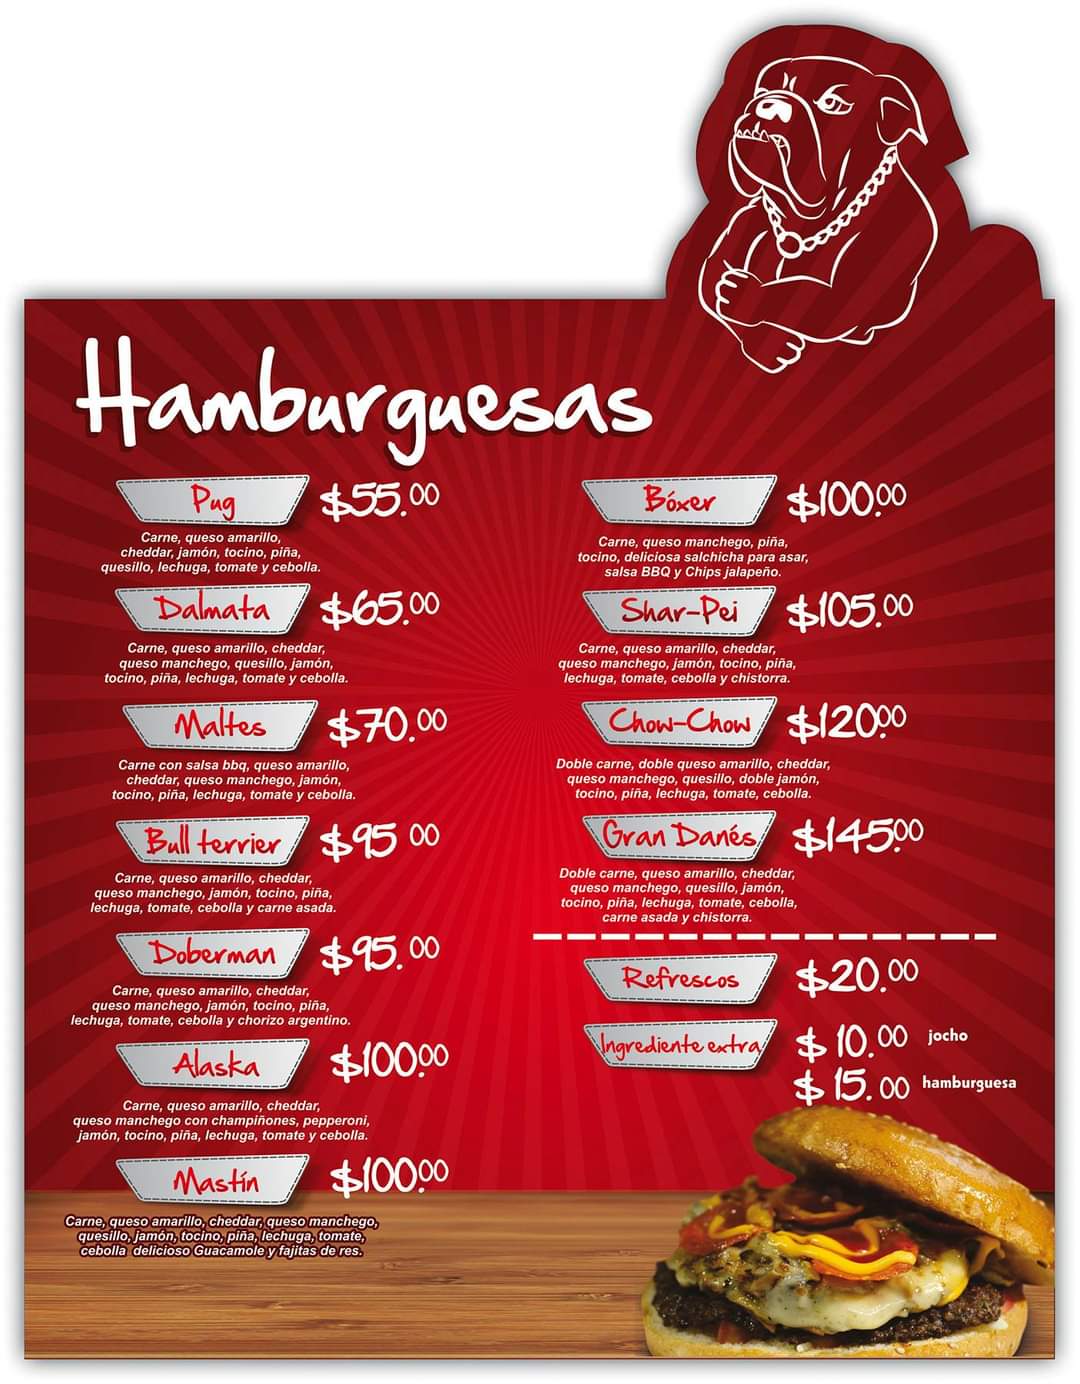 Hamburguesas
Pug $55.00
Carne, queso amarillo,
cheddar, jamón, tocino, piña,
quesillo, lechuga, tomate y cebolla.
Dalmata $65.00
Carne, queso amarillo, cheddar,
queso manchego, quesillo, jamón,
tocino, piña, lechuga, tomate y cebolla.
Maltes $70.00
Carne con salsa bbq, queso amarillo,
cheddar, queso manchego, jamón,
tocino, piña, lechuga, tomate y cebolla.
Bull terrier $95 00
Carne, queso amarillo, cheddar,
queso manchego, jamón, tocino, piña,
lechuga, tomate, cebolla y carne asada.
Doberman $95.00
Carne, queso amarillo, cheddar,
queso manchego, jamón, tocino, piña,
lechuga, tomate, cebolla y chorizo argentino.
Alaska $100.00
Carne, queso amarillo, cheddar,
queso manchego con champiñones, pepperoni,
jamón, tocino, piña, lechuga, tomate y cebolla.
Mastín $100.00
Carne, queso amarillo, cheddar, queso manchego,
quesillo, jamón, tocino, piña, lechuga, tomate,
cebolla delicioso Guacamole y fajitas de res.
Bóxer $100.00
Carne, queso manchego, piña,
tocino, deliciosa salchicha para asar,
salsa BBQ y Chips jalapeño.
Shar-Pei $105.00
Carne, queso amarillo, cheddar,
queso manchego, jamón, tocino, piña,
lechuga, tomate, cebolla y chistorra.
Chow-Chow $120.00
Doble carne, doble queso amarillo, cheddar,
queso manchego, quesillo, doble jamón,
tocino, piña, lechuga, tomate, cebolla.
Gran Danés $145.00
Doble carne, queso amarillo, cheddar,
queso manchego, quesillo, jamón,
tocino, piña, lechuga, tomate, cebolla,
carne asada y chistorra.
Refrescos $20.00
Ingrediente extra $10.00 jocho
$15.00 hamburguesa